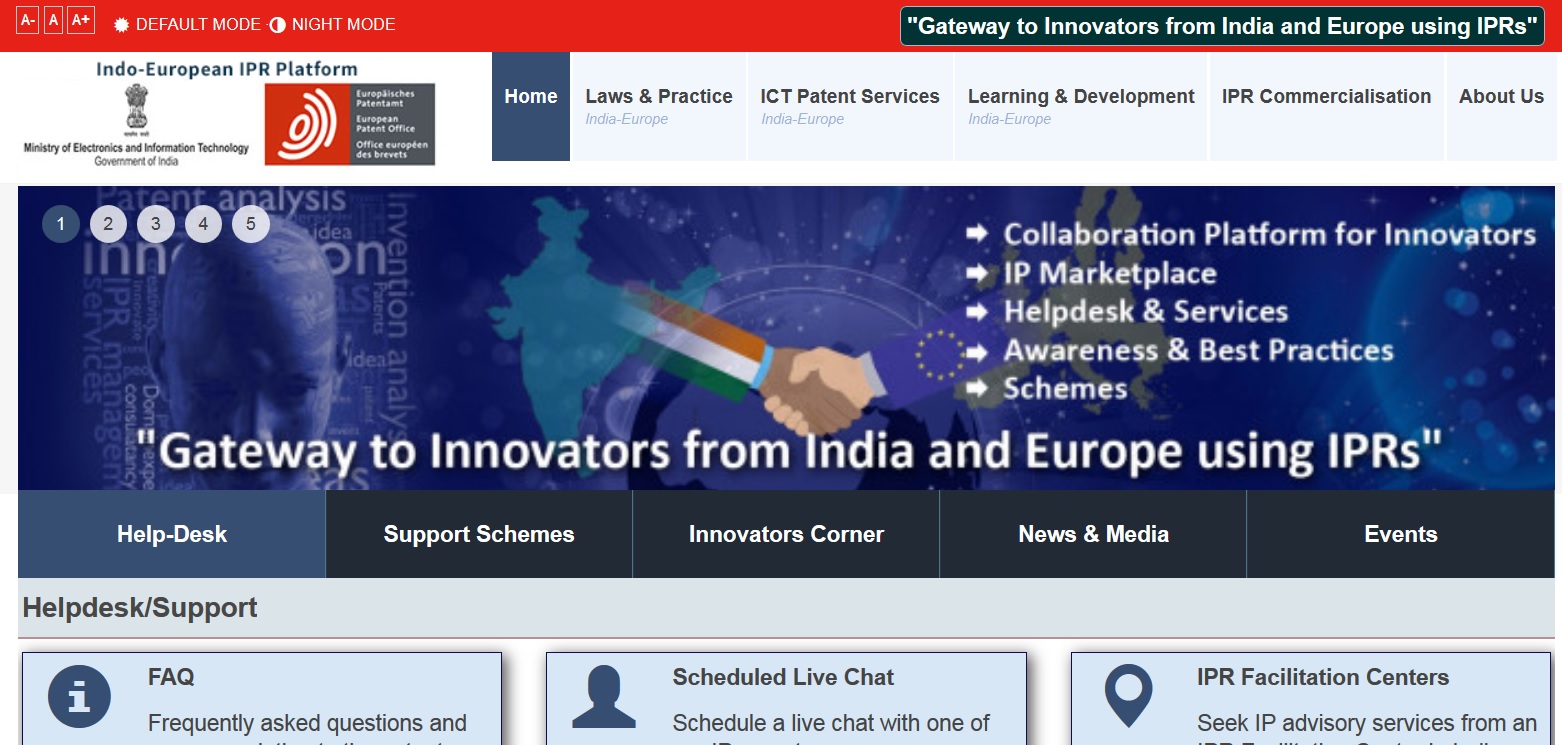 A- A A+ DEFAULT MODE NIGHT MODE
"Gateway to Innovators from India and Europe using IPRs"
Indo-European IPR Platform
सत्यमेव जयते
Ministry of Electronics and Information Technology
Government of India
Europäisches
Patentamt
European
Patent Office
Office européen
des brevets
Home
Laws & Practice
India-Europe
ICT Patent Services
India-Europe
Learning & Development
India-Europe
IPR Commercialisation
About Us
1 2 3 4 5
Patent analysis
innovation
idea
Invention analysis
Patents
services
IPR
idea
invent
"Gateway to Innovators from India and Europe using IPRs"
Collaboration Platform for Innovators
IP Marketplace
Helpdesk & Services
Awareness & Best Practices
Schemes
Help-Desk
Support Schemes
Innovators Corner
News & Media
Events
Helpdesk/Support
FAQ
Frequently asked questions and
Scheduled Live Chat
Schedule a live chat with one of
IPR Facilitation Centers
Seek IP advisory services from an